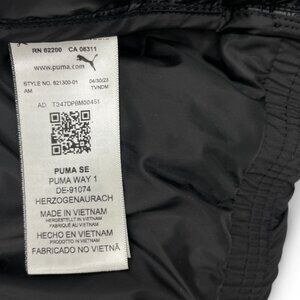 RN 62200 CA 08311
www.puma.com
STYLE NO. 621300-01 04/30/23
AM TVNDM
AD T347DPBM00451
PUMA SE
PUMA WAY 1
DE-91074
HERZOGENAURACH
MADE IN VIETNAM
HERGESTELLT IN VIETNAM
FABRIQUÉ AU VIETNAM
HECHO EN VIETNAM
PRODOTTO IN VIETNAM
FABRICADO NO VIETNÃ